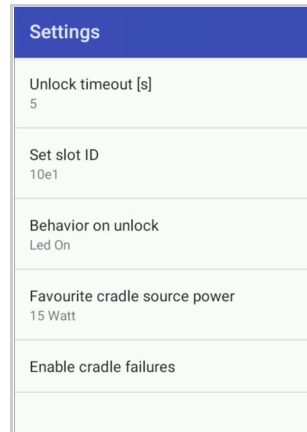 Settings
Unlock timeout [s]
5
Set slot ID
10e1
Behavior on unlock
Led On
Favourite cradle source power
15 Watt
Enable cradle failures